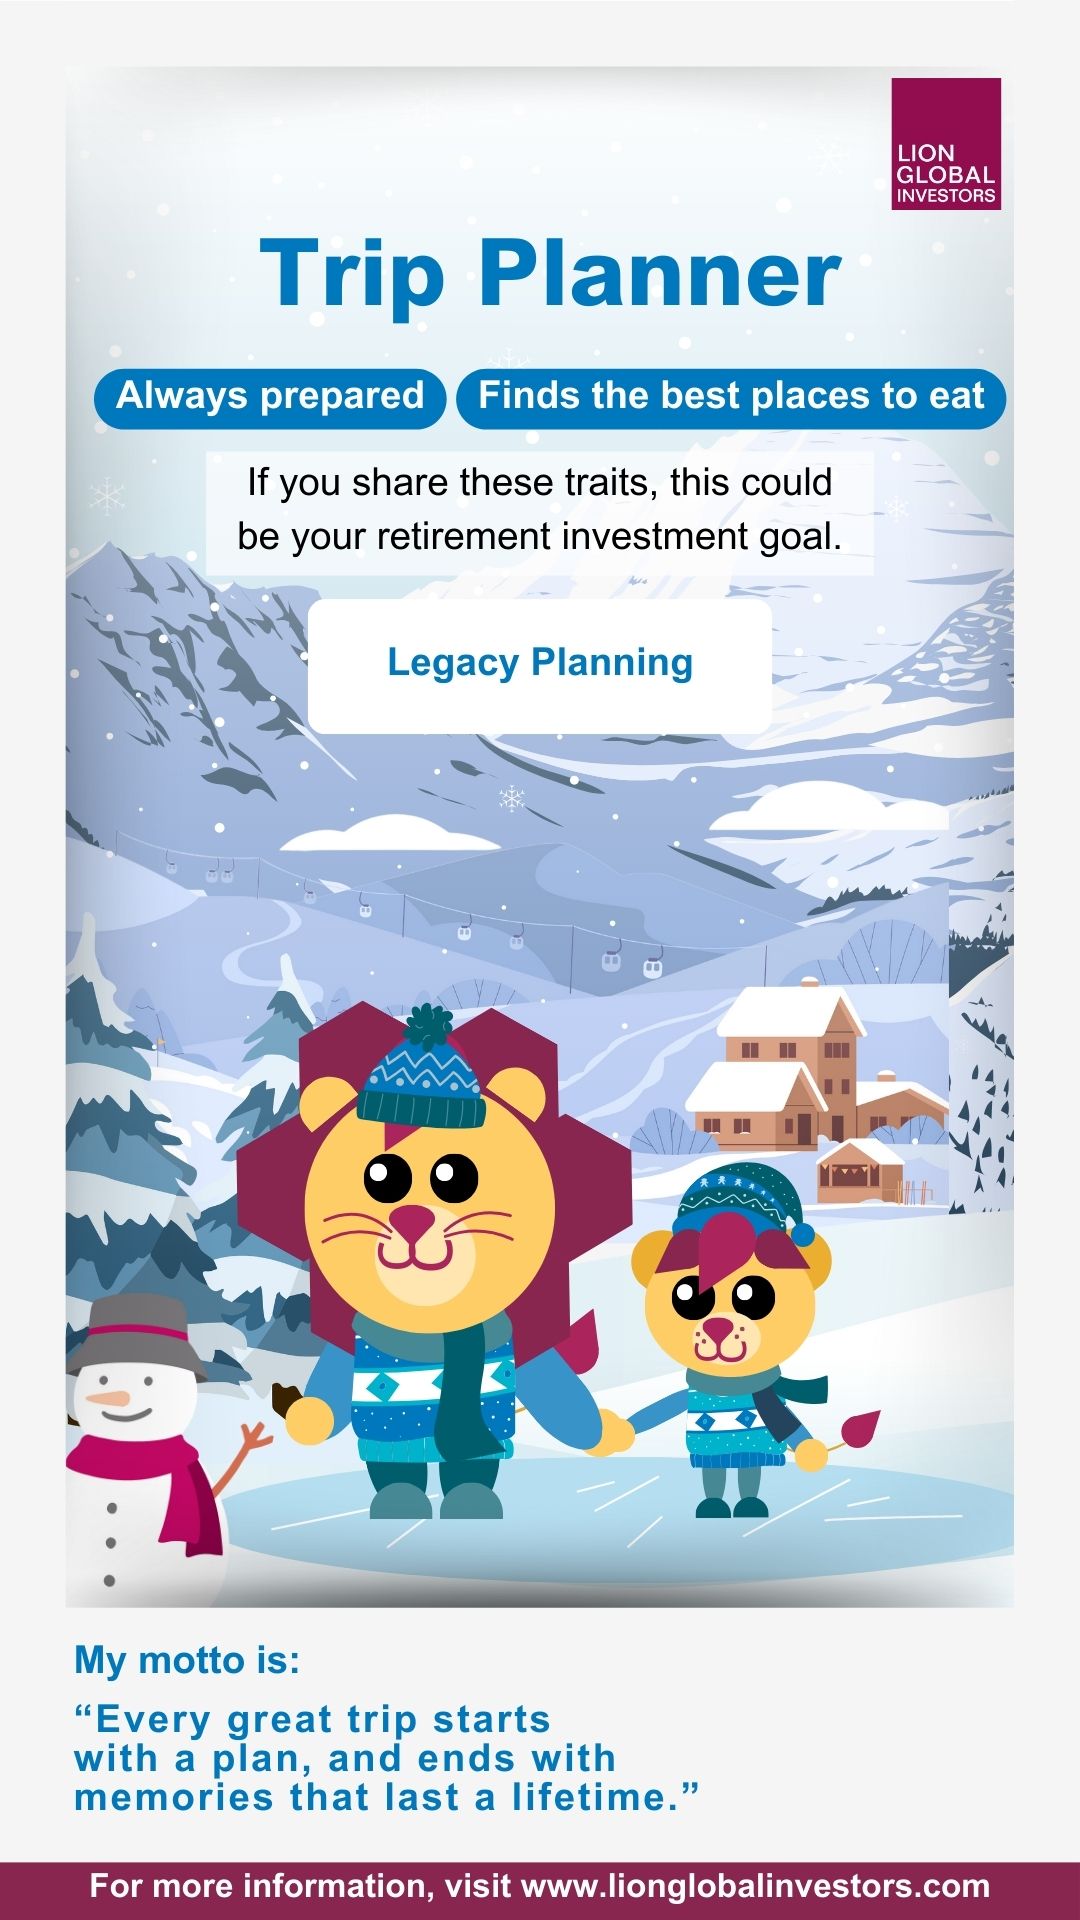 LION
GLOBAL
INVESTORS
Trip Planner
Always prepared
Finds the best places to eat
If you share these traits, this could
be your retirement investment goal.
Legacy Planning
My motto is:
“Every great trip starts
with a plan, and ends with
memories that last a lifetime.”
For more information, visit www.lionglobalinvestors.com